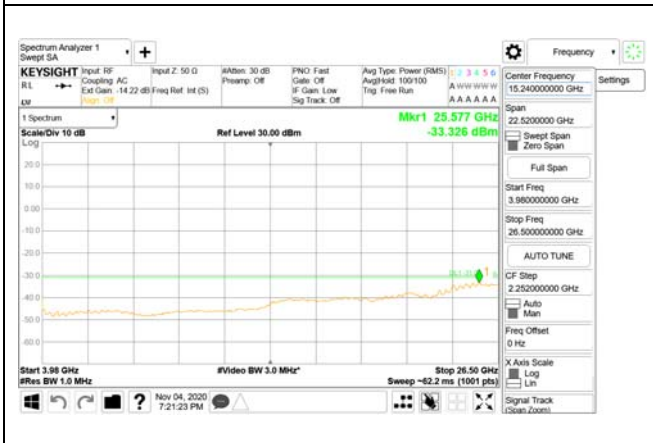 Spectrum Analyzer 1
Swept SA
+
Frequency
KEYSIGHT
RL
Input: RF
Coupling: AC
Ext Gain: -14.22 dB
Align: Off
Input Z: 50 Ω
Freq Ref: Int (S)
#Atten: 30 dB
Preamp: Off
PNO: Fast
Gate: Off
IF Gain: Low
Sig Track: Off
Avg Type: Power (RMS)
Avg|Hold: 100/100
Trig: Free Run
1 2 3 4 5 6
A W W W W W
A A A A A A
1 Spectrum
Scale/Div 10 dB
Ref Level 30.00 dBm
Mkr1 25.577 GHz
-33.326 dBm
Log
20.0
10.0
0.00
-10.0
-20.0
-30.0
-40.0
-50.0
-60.0
1
Start 3.98 GHz
#Res BW 1.0 MHz
#Video BW 3.0 MHz*
Stop 26.50 GHz
Sweep ~62.2 ms (1001 pts)
Nov 04, 2020
7:21:23 PM
?
Center Frequency
15.240000000 GHz
Settings
Span
22.5200000 GHz
Swept Span
Zero Span
Full Span
Start Freq
3.980000000 GHz
Stop Freq
26.500000000 GHz
AUTO TUNE
CF Step
2.252000000 GHz
Auto
Man
Freq Offset
0 Hz
X Axis Scale
Log
Lin
Signal Track
(Span Zoom)